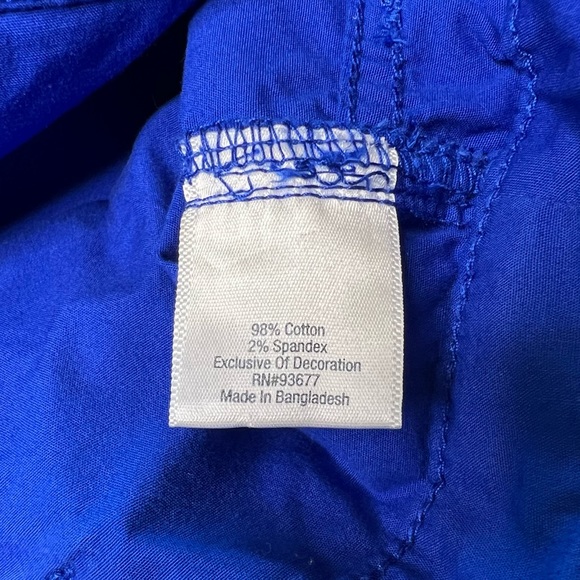 98% Cotton
2% Spandex
Exclusive Of Decoration
RN#93677
Made In Bangladesh